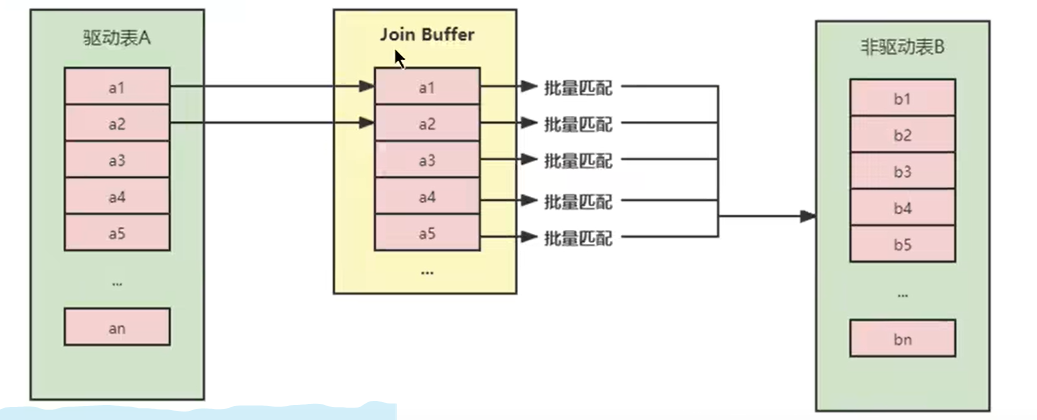 驱动表A
a1
a2
a3
a4
a5
...
an
Join Buffer
a1
a2
a3
a4
a5
...
批量匹配
批量匹配
批量匹配
批量匹配
批量匹配
非驱动表B
b1
b2
b3
b4
b5
...
bn